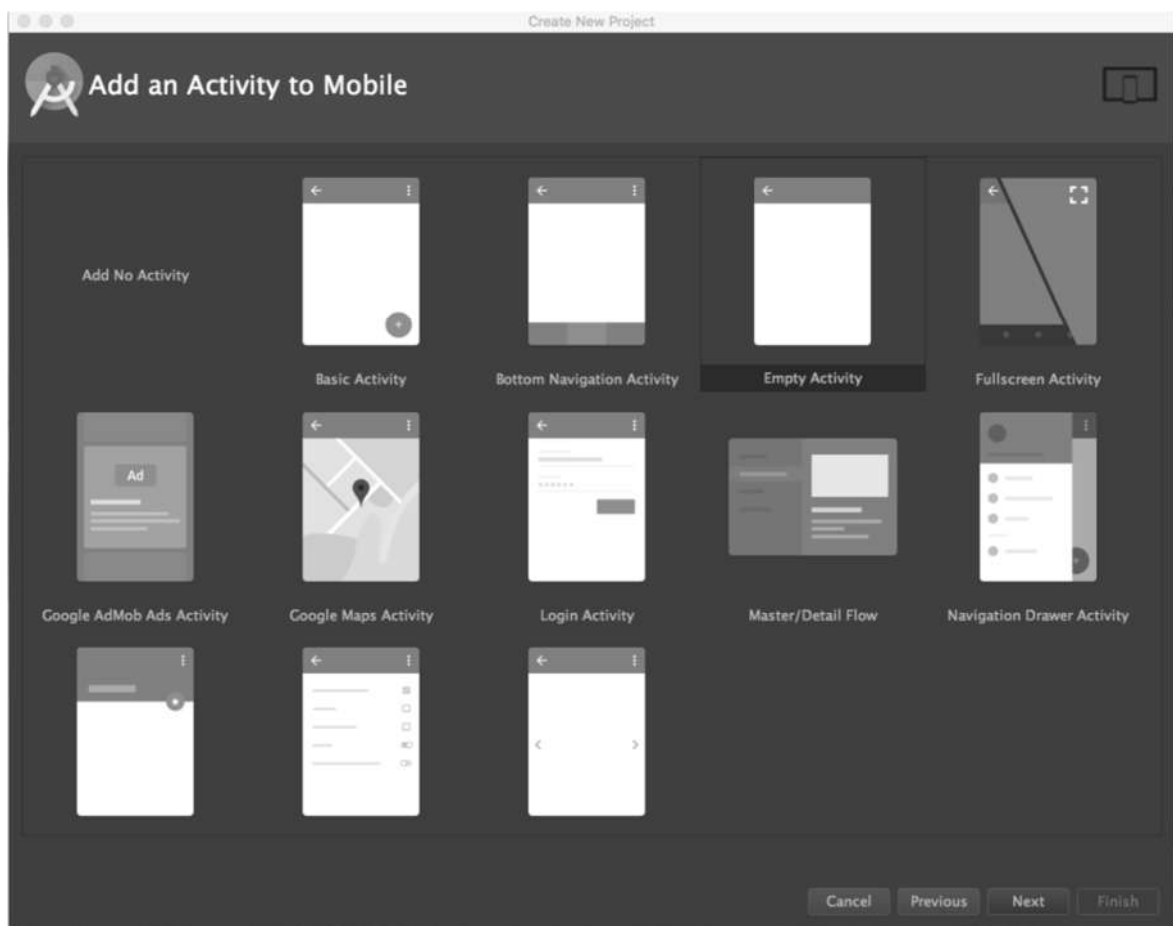 Create New Project
Add an Activity to Mobile
Add No Activity
Basic Activity
Bottom Navigation Activity
Empty Activity
Fullscreen Activity
Ad
Google AdMob Ads Activity
Google Maps Activity
Login Activity
Master/Detail Flow
Navigation Drawer Activity
Cancel
Previous
Next
Finish